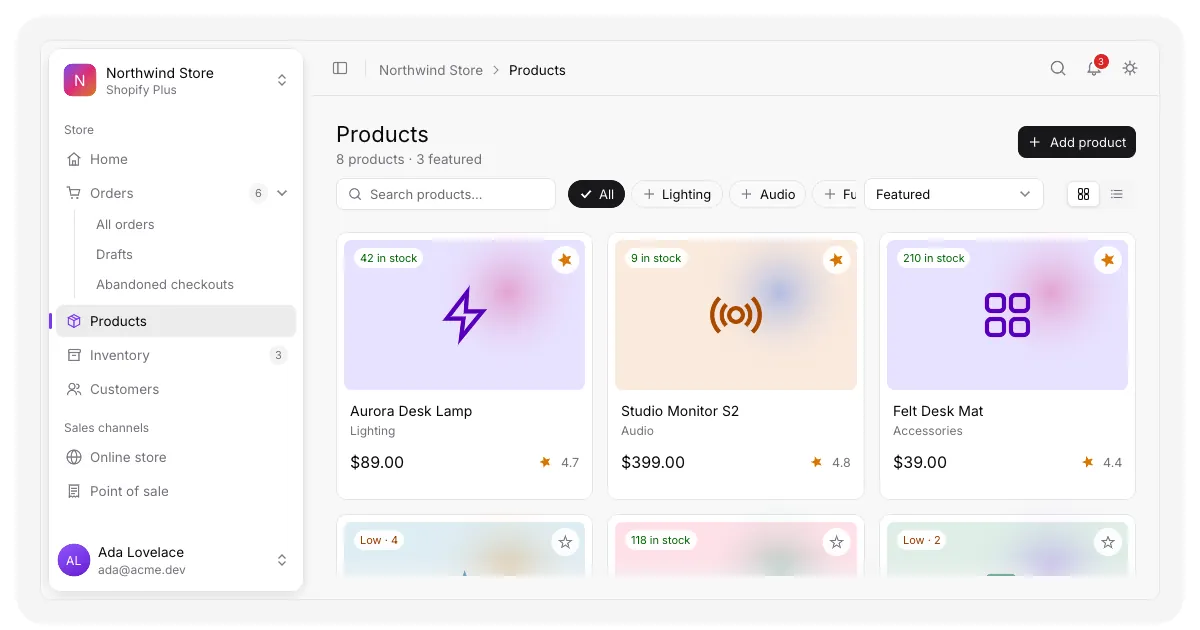 N
Northwind Store
Shopify Plus
Store
Home
Orders
6
All orders
Drafts
Abandoned checkouts
Products
Inventory
3
Customers
Sales channels
Online store
Point of sale
AL
Ada Lovelace
ada@acme.dev
Northwind Store
Products
3
Products
8 products · 3 featured
Add product
Search products...
All
Lighting
Audio
Fu
Featured
42 in stock
Aurora Desk Lamp
Lighting
$89.00
4.7
9 in stock
Studio Monitor S2
Audio
$399.00
4.8
210 in stock
Felt Desk Mat
Accessories
$39.00
4.4
Low · 4
118 in stock
Low · 2